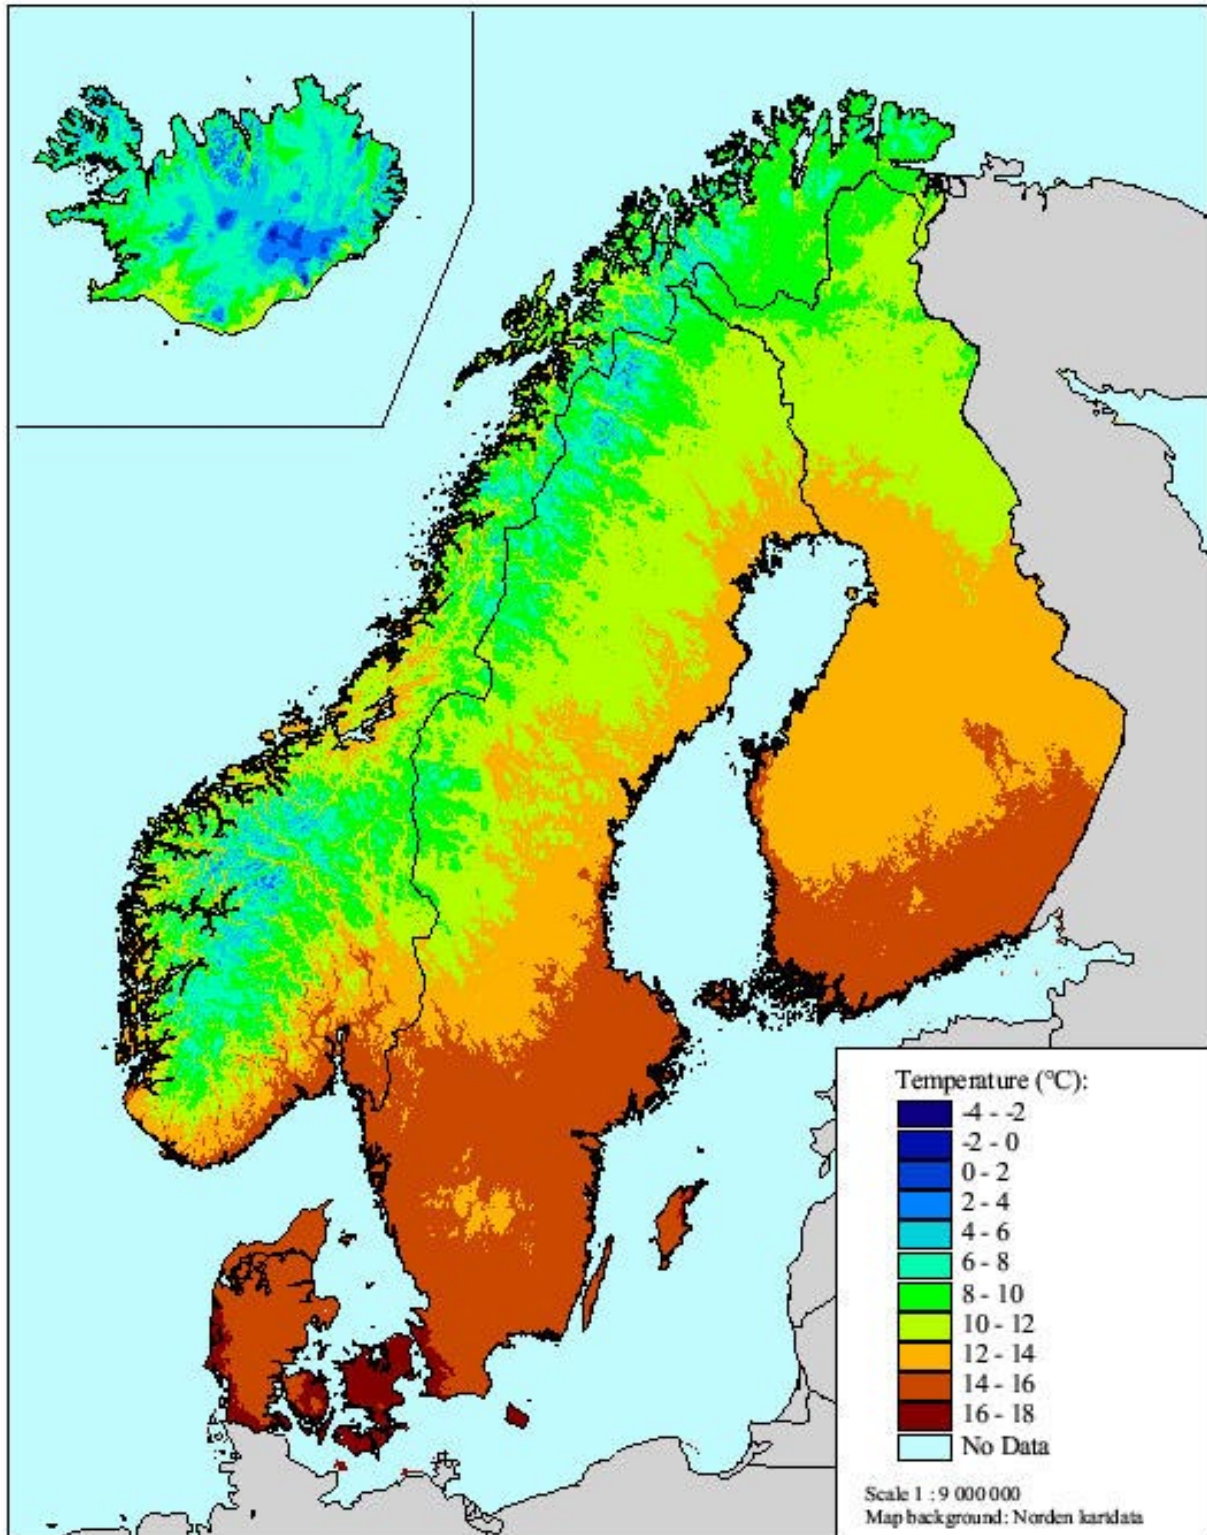 Temperature (°C):
-4 - -2
-2 - 0
0 - 2
2 - 4
4 - 6
6 - 8
8 - 10
10 - 12
12 - 14
14 - 16
16 - 18
No Data
Scale 1 : 9 000 000
Map background: Norden kartdata